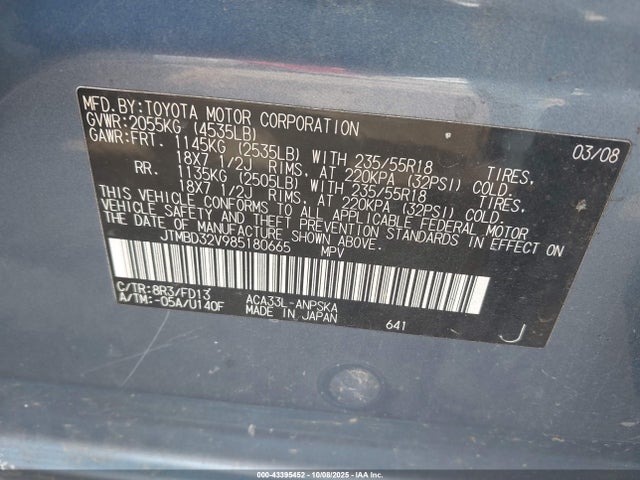 MFD.BY:TOYOTA MOTOR CORPORATION 03/08
GVWR:2055KG (4535LB)
GAWR:FRT. 1145KG (2535LB) WITH 235/55R18 TIRES,
18X7 1/2J RIMS, AT 220KPA (32PSI) COLD.
RR. 1135KG (2505LB) WITH 235/55R18 TIRES,
18X7 1/2J RIMS, AT 220KPA (32PSI) COLD.
THIS VEHICLE CONFORMS TO ALL APPLICABLE FEDERAL MOTOR
VEHICLE SAFETY AND THEFT PREVENTION STANDARDS IN EFFECT ON
THE DATE OF MANUFACTURE SHOWN ABOVE.
JTMBD32V985180665 MPV
C/TR:8R3/FD13 ACA33L-ANPSKA
A/TM:-05A/U140F MADE IN JAPAN 641 J
000-43395452 - 10/08/2025 - IAAI.COM